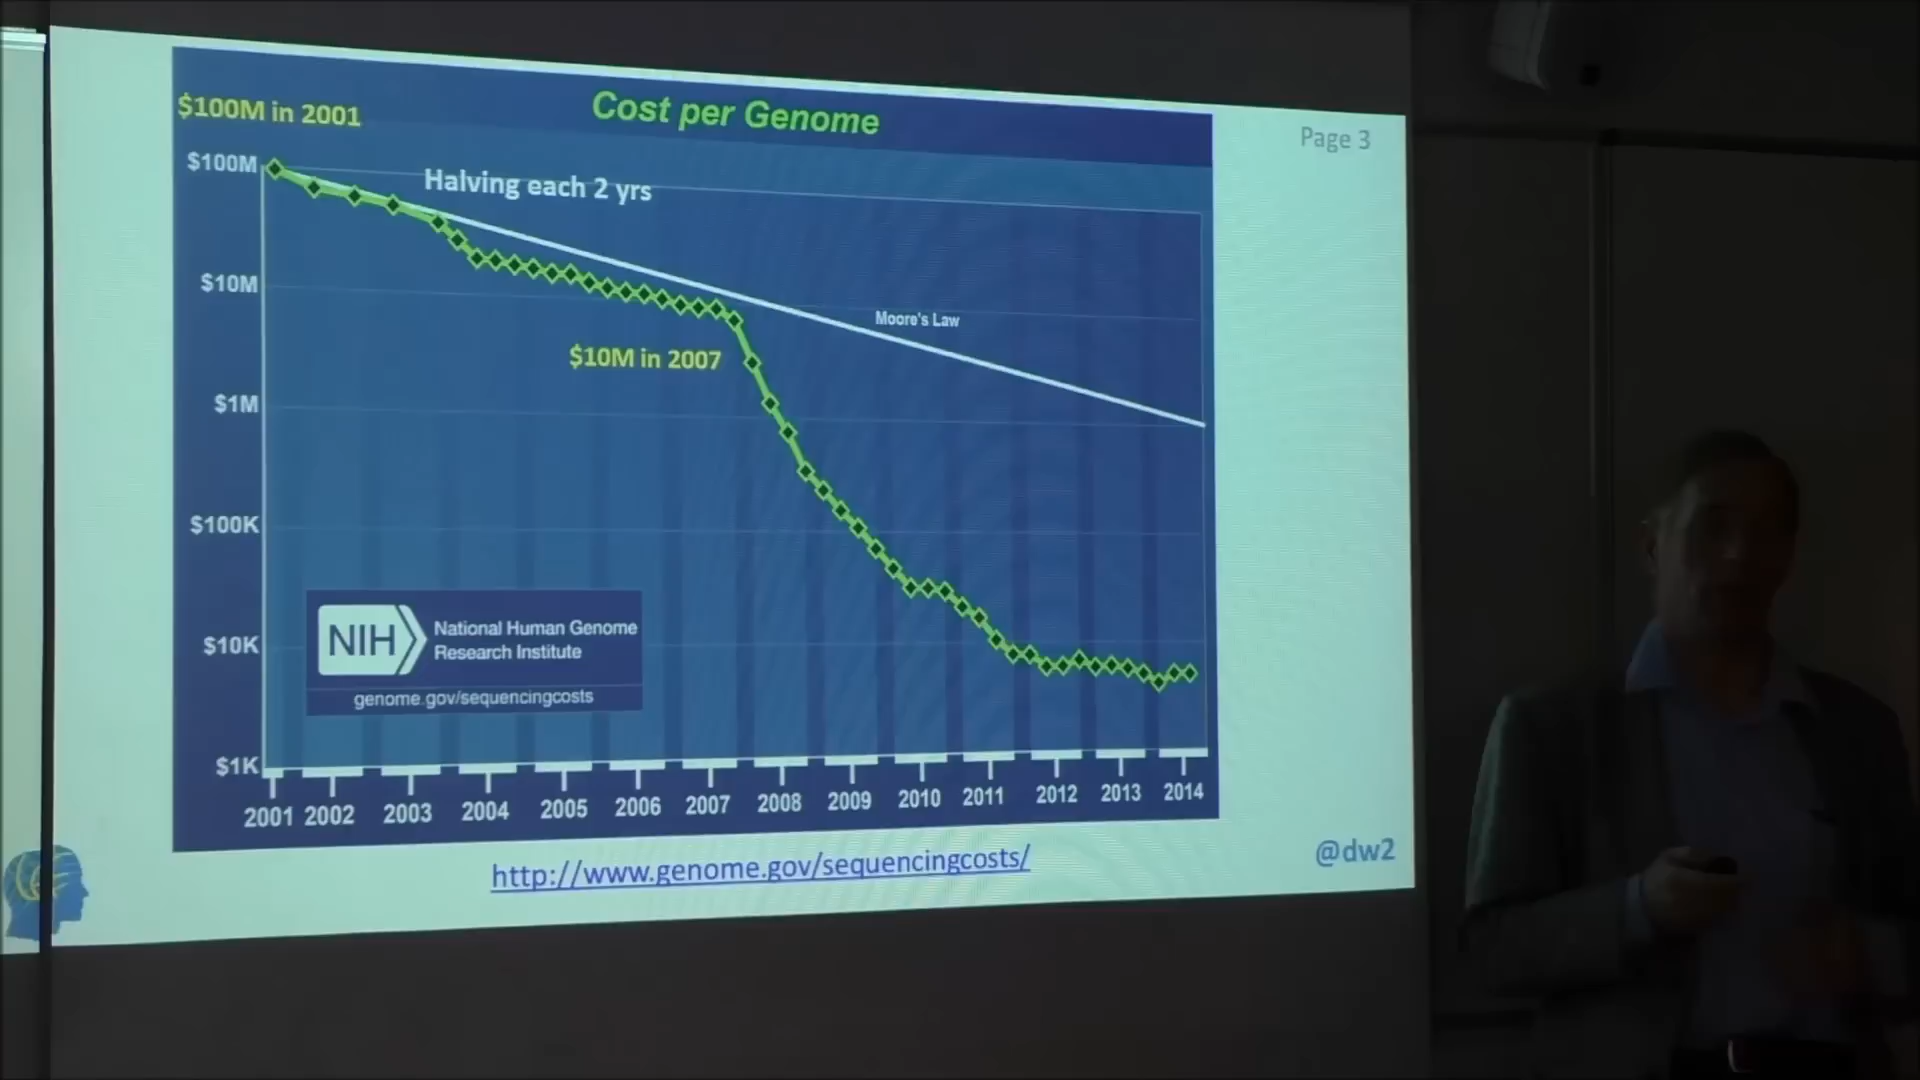 $100M in 2001
Cost per Genome
Page 3
$100M
Halving each 2 yrs
$10M
Moore's Law
$10M in 2007
$1M
$100K
$10K
NIH
National Human Genome
Research Institute
genome.gov/sequencingcosts
$1K
2001 2002 2003 2004 2005 2006 2007 2008 2009 2010 2011 2012 2013 2014
http://www.genome.gov/sequencingcosts/
@dw2